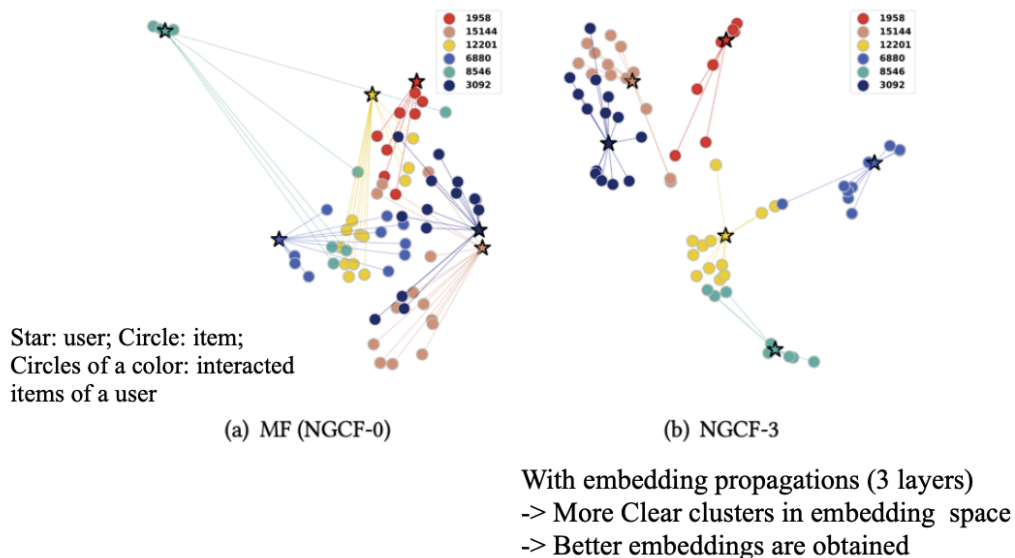 1958
15144
12201
6880
8546
3092
1958
15144
12201
6880
8546
3092
Star: user; Circle: item;
Circles of a color: interacted
items of a user
(a) MF (NGCF-0)
(b) NGCF-3
With embedding propagations (3 layers)
-> More Clear clusters in embedding space
-> Better embeddings are obtained